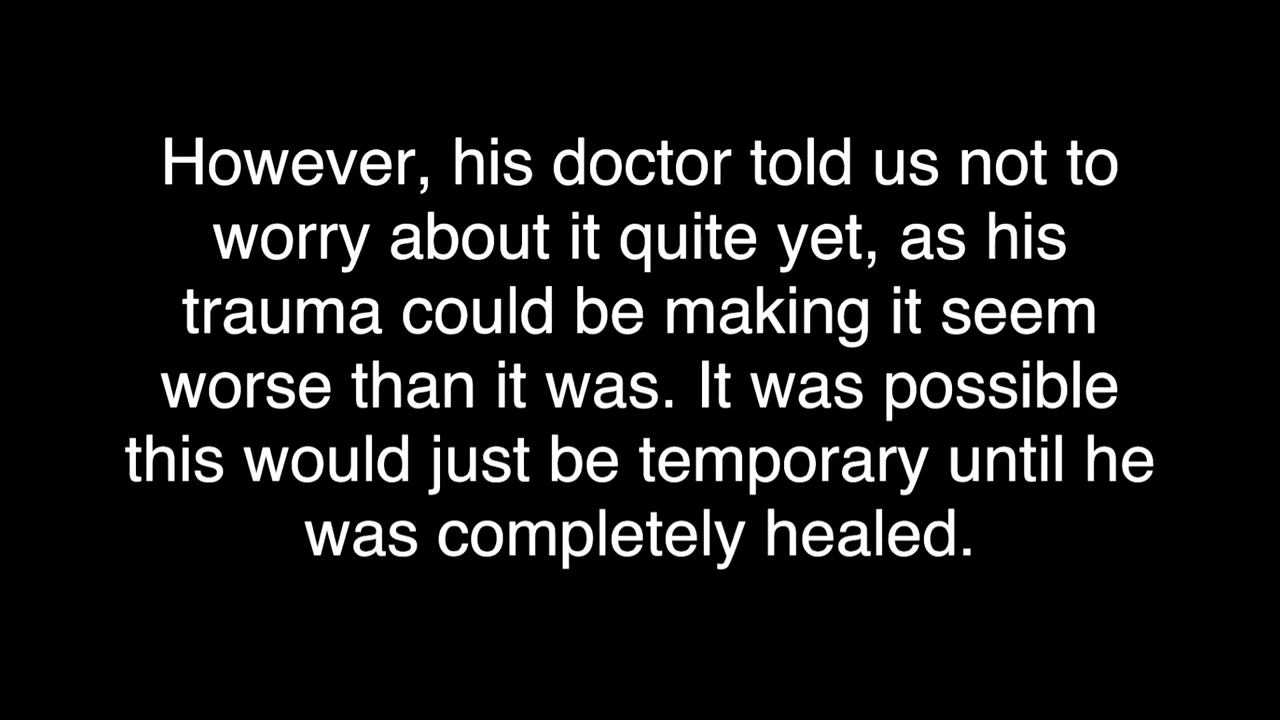 However, his doctor told us not to
worry about it quite yet, as his
trauma could be making it seem
worse than it was. It was possible
this would just be temporary until he
was completely healed.